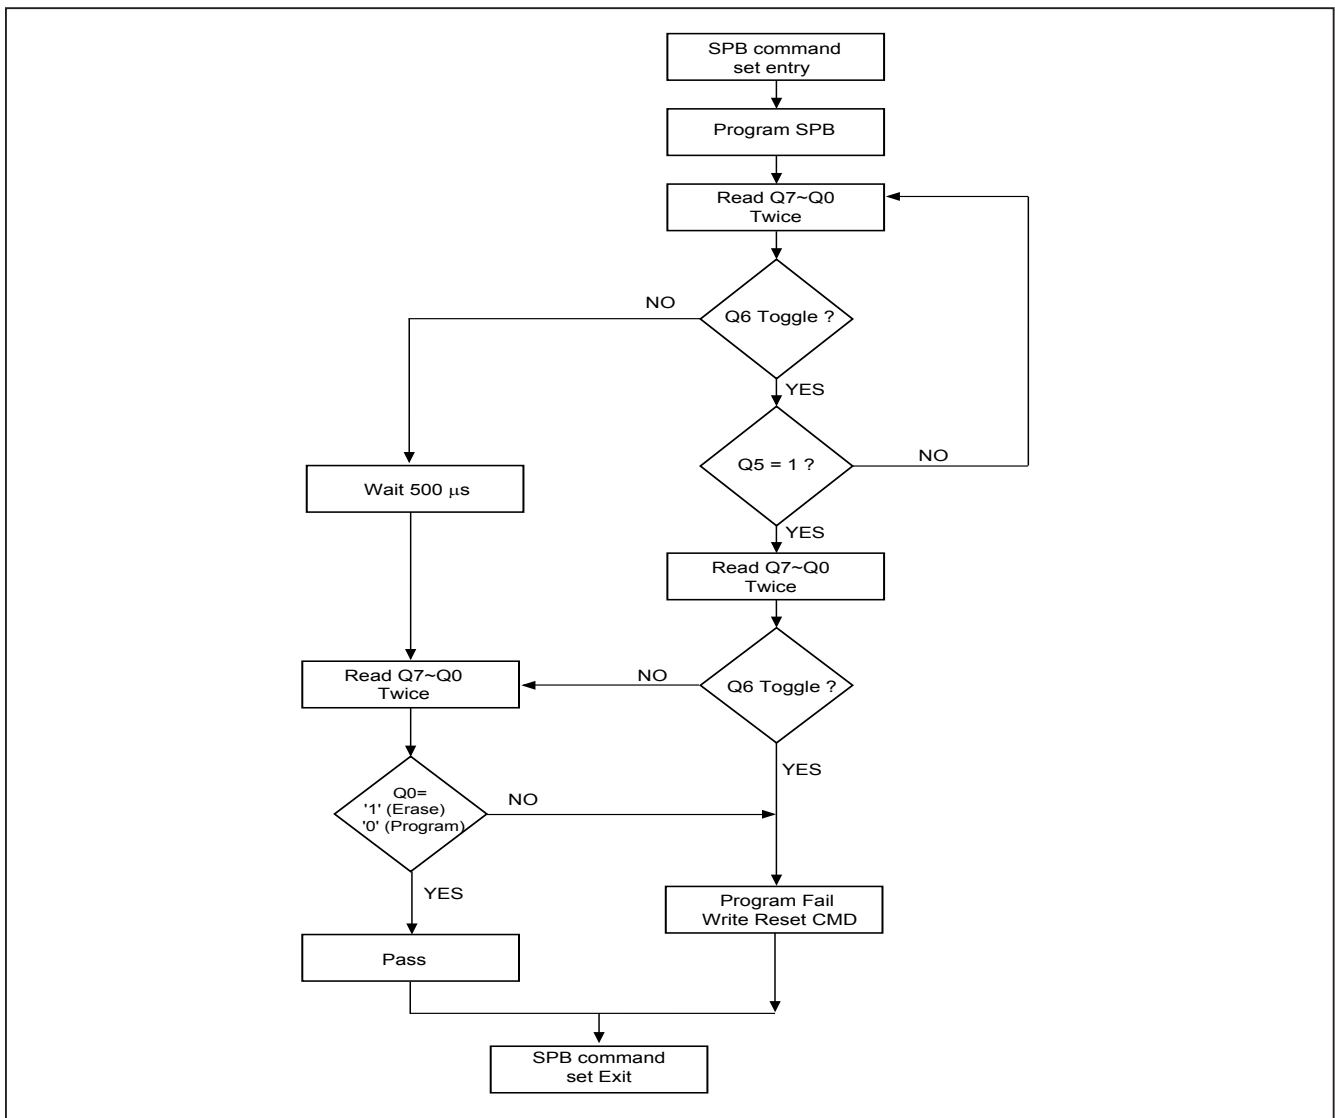 SPB command
set entry
Program SPB
Read Q7~Q0
Twice
NO
Q6 Toggle ?
YES
Q5 = 1 ?
NO
Wait 500 μs
YES
Read Q7~Q0
Twice
Read Q7~Q0
Twice
NO
Q6 Toggle ?
YES
Q0=
'1' (Erase)
'0' (Program)
NO
YES
Program Fail
Write Reset CMD
Pass
SPB command
set Exit